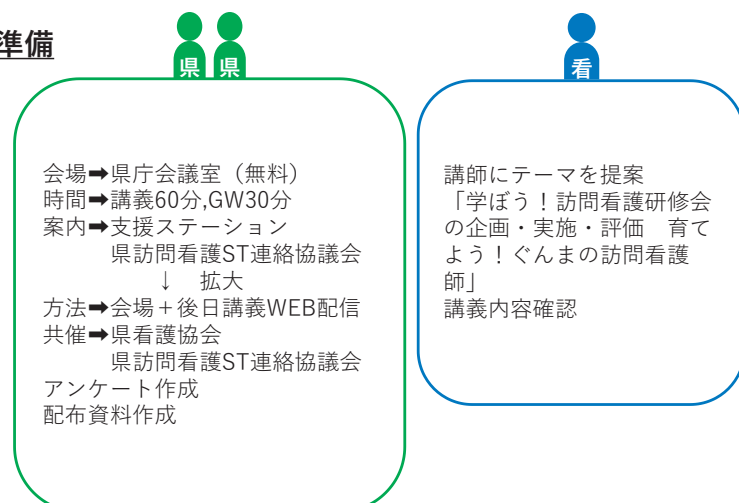 準備
県 県
会場➡県庁会議室（無料）
時間➡講義60分,GW30分
案内➡支援ステーション
県訪問看護ST連絡協議会
↓ 拡大
方法➡会場＋後日講義WEB配信
共催➡県看護協会
県訪問看護ST連絡協議会
アンケート作成
配布資料作成
看
講師にテーマを提案
「学ぼう！訪問看護研修会
の企画・実施・評価　育て
よう！ぐんまの訪問看護
師」
講義内容確認